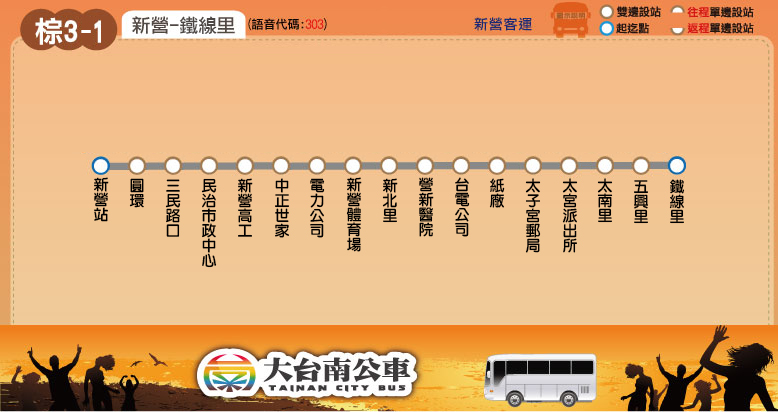 棕3-1
新營-鐵線里
(語音代碼:303)
新營客運
雙邊設站
起迄點
往程單邊設站
返程單邊設站
新營站
圓環
三民路口
民治市政中心
新營高工
中正世家
電力公司
新營體育場
新北里
營新醫院
台電公司
紙廠
太子宮郵局
太宮派出所
太南里
五興里
鐵線里
大台南公車
TAINAN CITY BUS